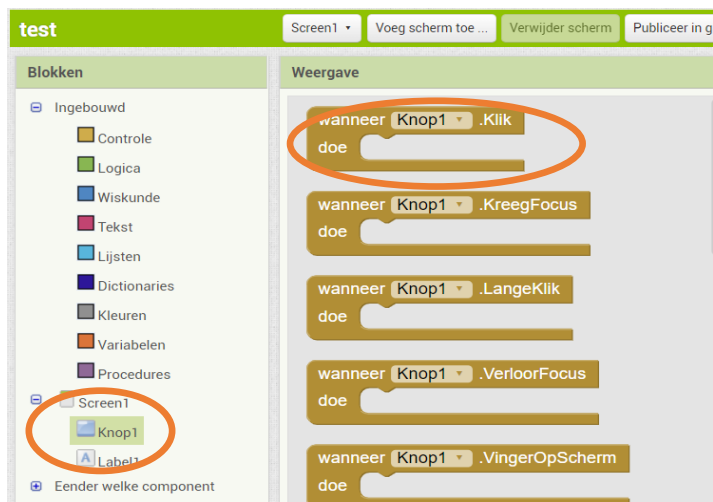 test
Screen1
Voeg scherm toe ...
Verwijder scherm
Publiceer in g
Blokken
Ingebouwd
Controle
Logica
Wiskunde
Tekst
Lijsten
Dictionaries
Kleuren
Variabelen
Procedures
Screen1
Knop1
Label1
Eender welke component
Weergave
wanneer Knop1 .Klik
doe
wanneer Knop1 .KreegFocus
doe
wanneer Knop1 .LangeKlik
doe
wanneer Knop1 .VerloorFocus
doe
wanneer Knop1 .VingerOpScherm
doe